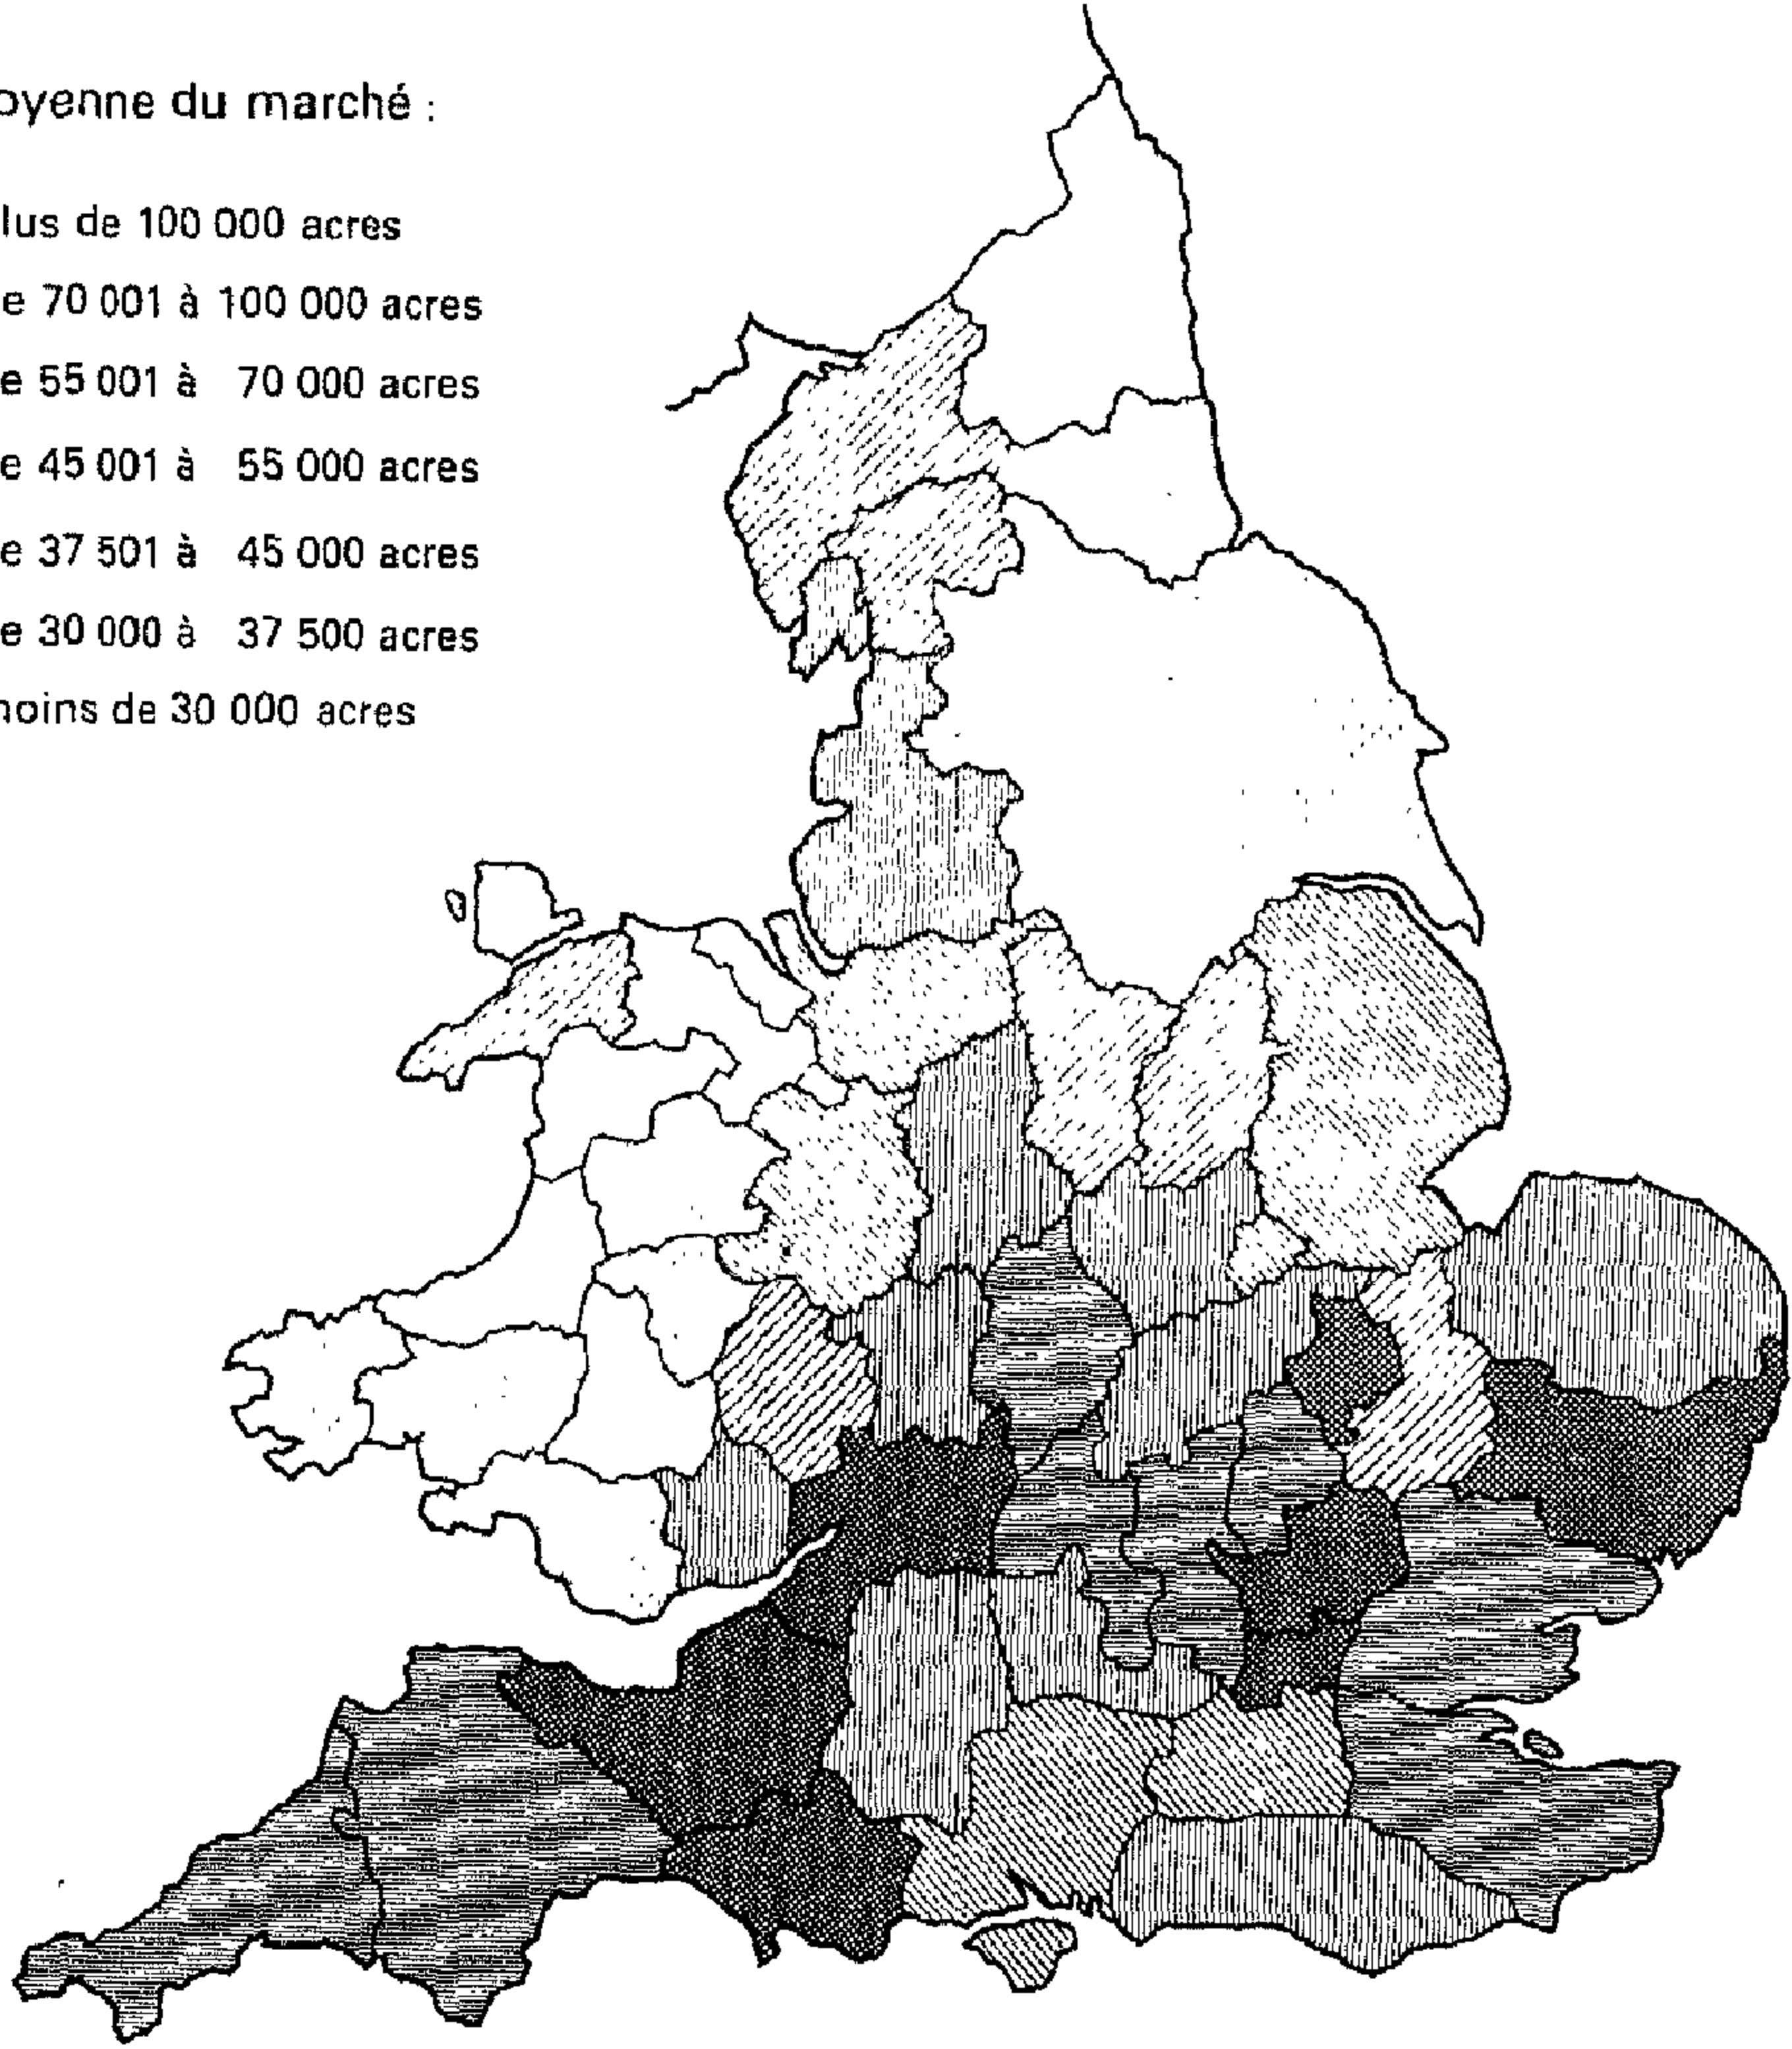 oyenne du marché :
lus de 100 000 acres
e 70 001 à 100 000 acres
e 55 001 à 70 000 acres
e 45 001 à 55 000 acres
e 37 501 à 45 000 acres
e 30 000 à 37 500 acres
noins de 30 000 acres